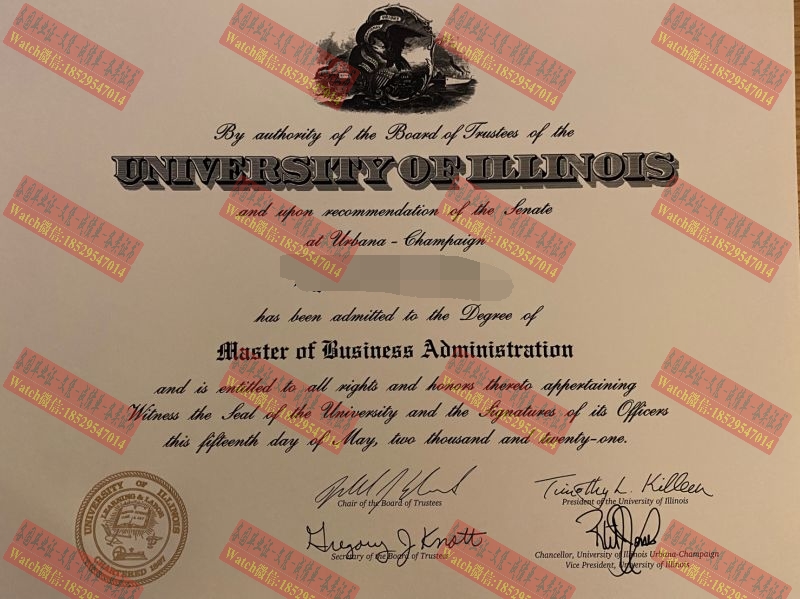 By authority of the Board of Trustees of the
UNIVERSITY OF ILLINOIS
and upon recommendation of the Senate
at Urbana - Champaign
has been admitted to the Degree of
Master of Business Administration
and is entitled to all rights and honors thereto appertaining
Witness the Seal of the University and the Signatures of its Officers
this fifteenth day of May, two thousand and twenty-one.
Chair of the Board of Trustees
Timothy L. Killeen
President of the University of Illinois
Gregory J Knott
Secretary of the Board of Trustees
Chancellor, University of Illinois Urbana-Champaign
Vice President, University of Illinois
UNIVERSITY OF ILLINOIS
LEARNING & LABOR
CHARTERED 1867
Watch微信:18529547014